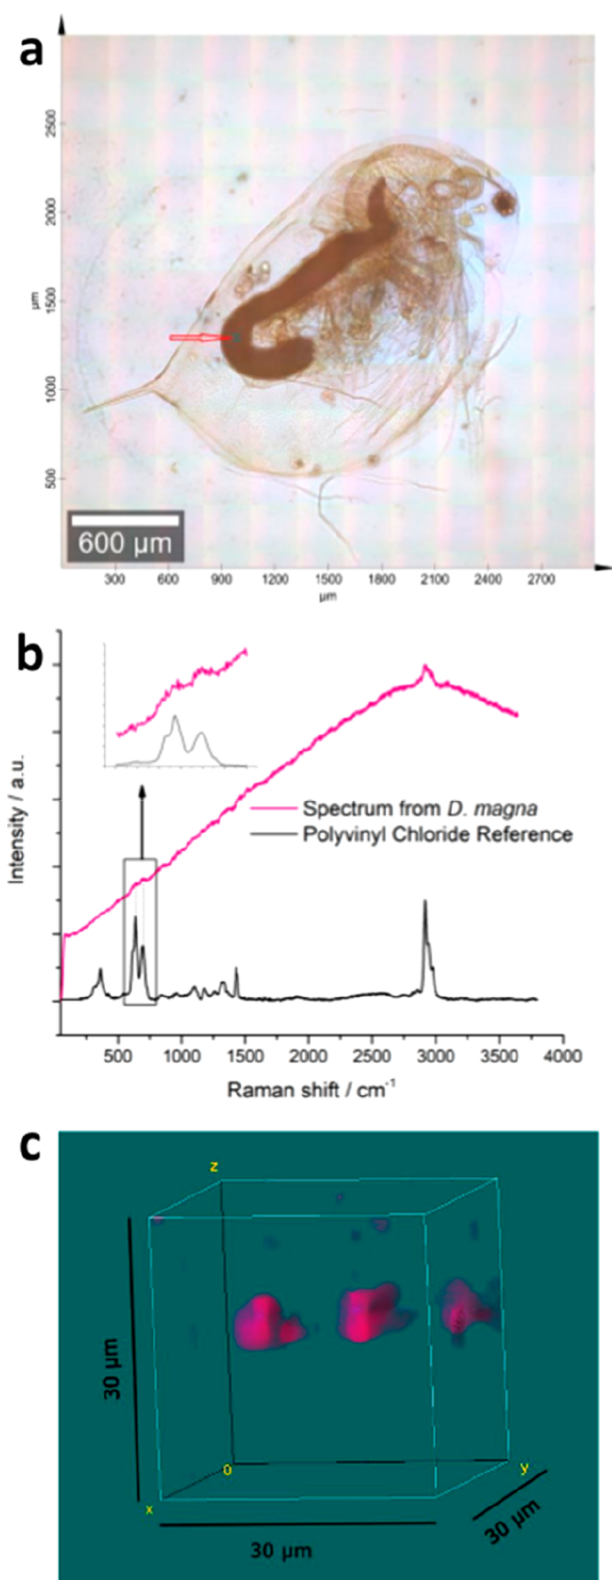 a
2500
2000
1500
1000
500
µm
600 µm
300 600 900 1200 1500 1800 2100 2400 2700
µm
b
Intensity / a.u.
Spectrum from D. magna
Polyvinyl Chloride Reference
500 1000 1500 2000 2500 3000 3500 4000
Raman shift / cm-1
c
z
30 µm
0
y
x
30 µm
30 µm